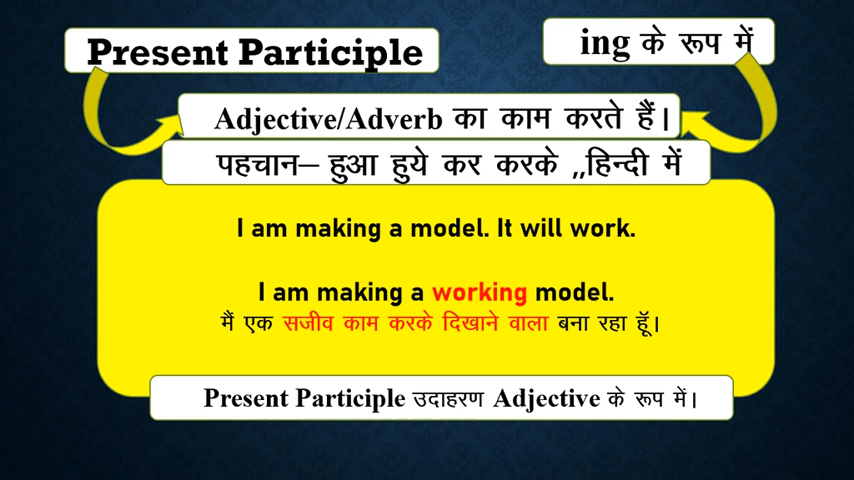 Present Participle
ing के रूप में
Adjective/Adverb का काम करते हैं।
पहचान– हुआ हुये कर करके ,,हिन्दी में
I am making a model. It will work.
I am making a working model.
मैं एक सजीव काम करके दिखाने वाला बना रहा हूॅ।
Present Participle उदाहरण Adjective के रूप में।